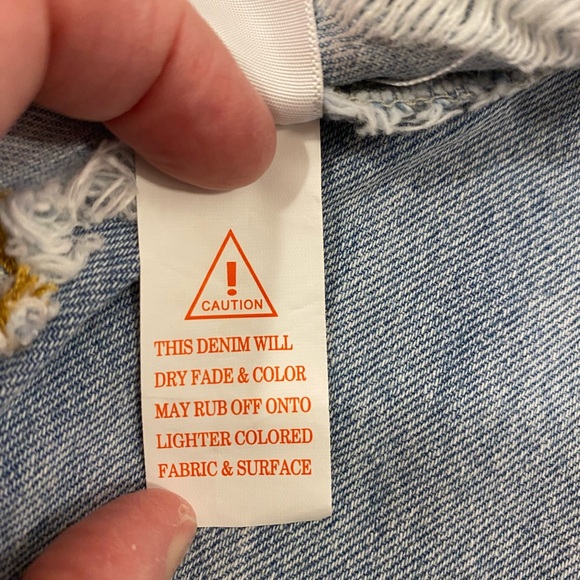 !
CAUTION
THIS DENIM WILL
DRY FADE & COLOR
MAY RUB OFF ONTO
LIGHTER COLORED
FABRIC & SURFACE